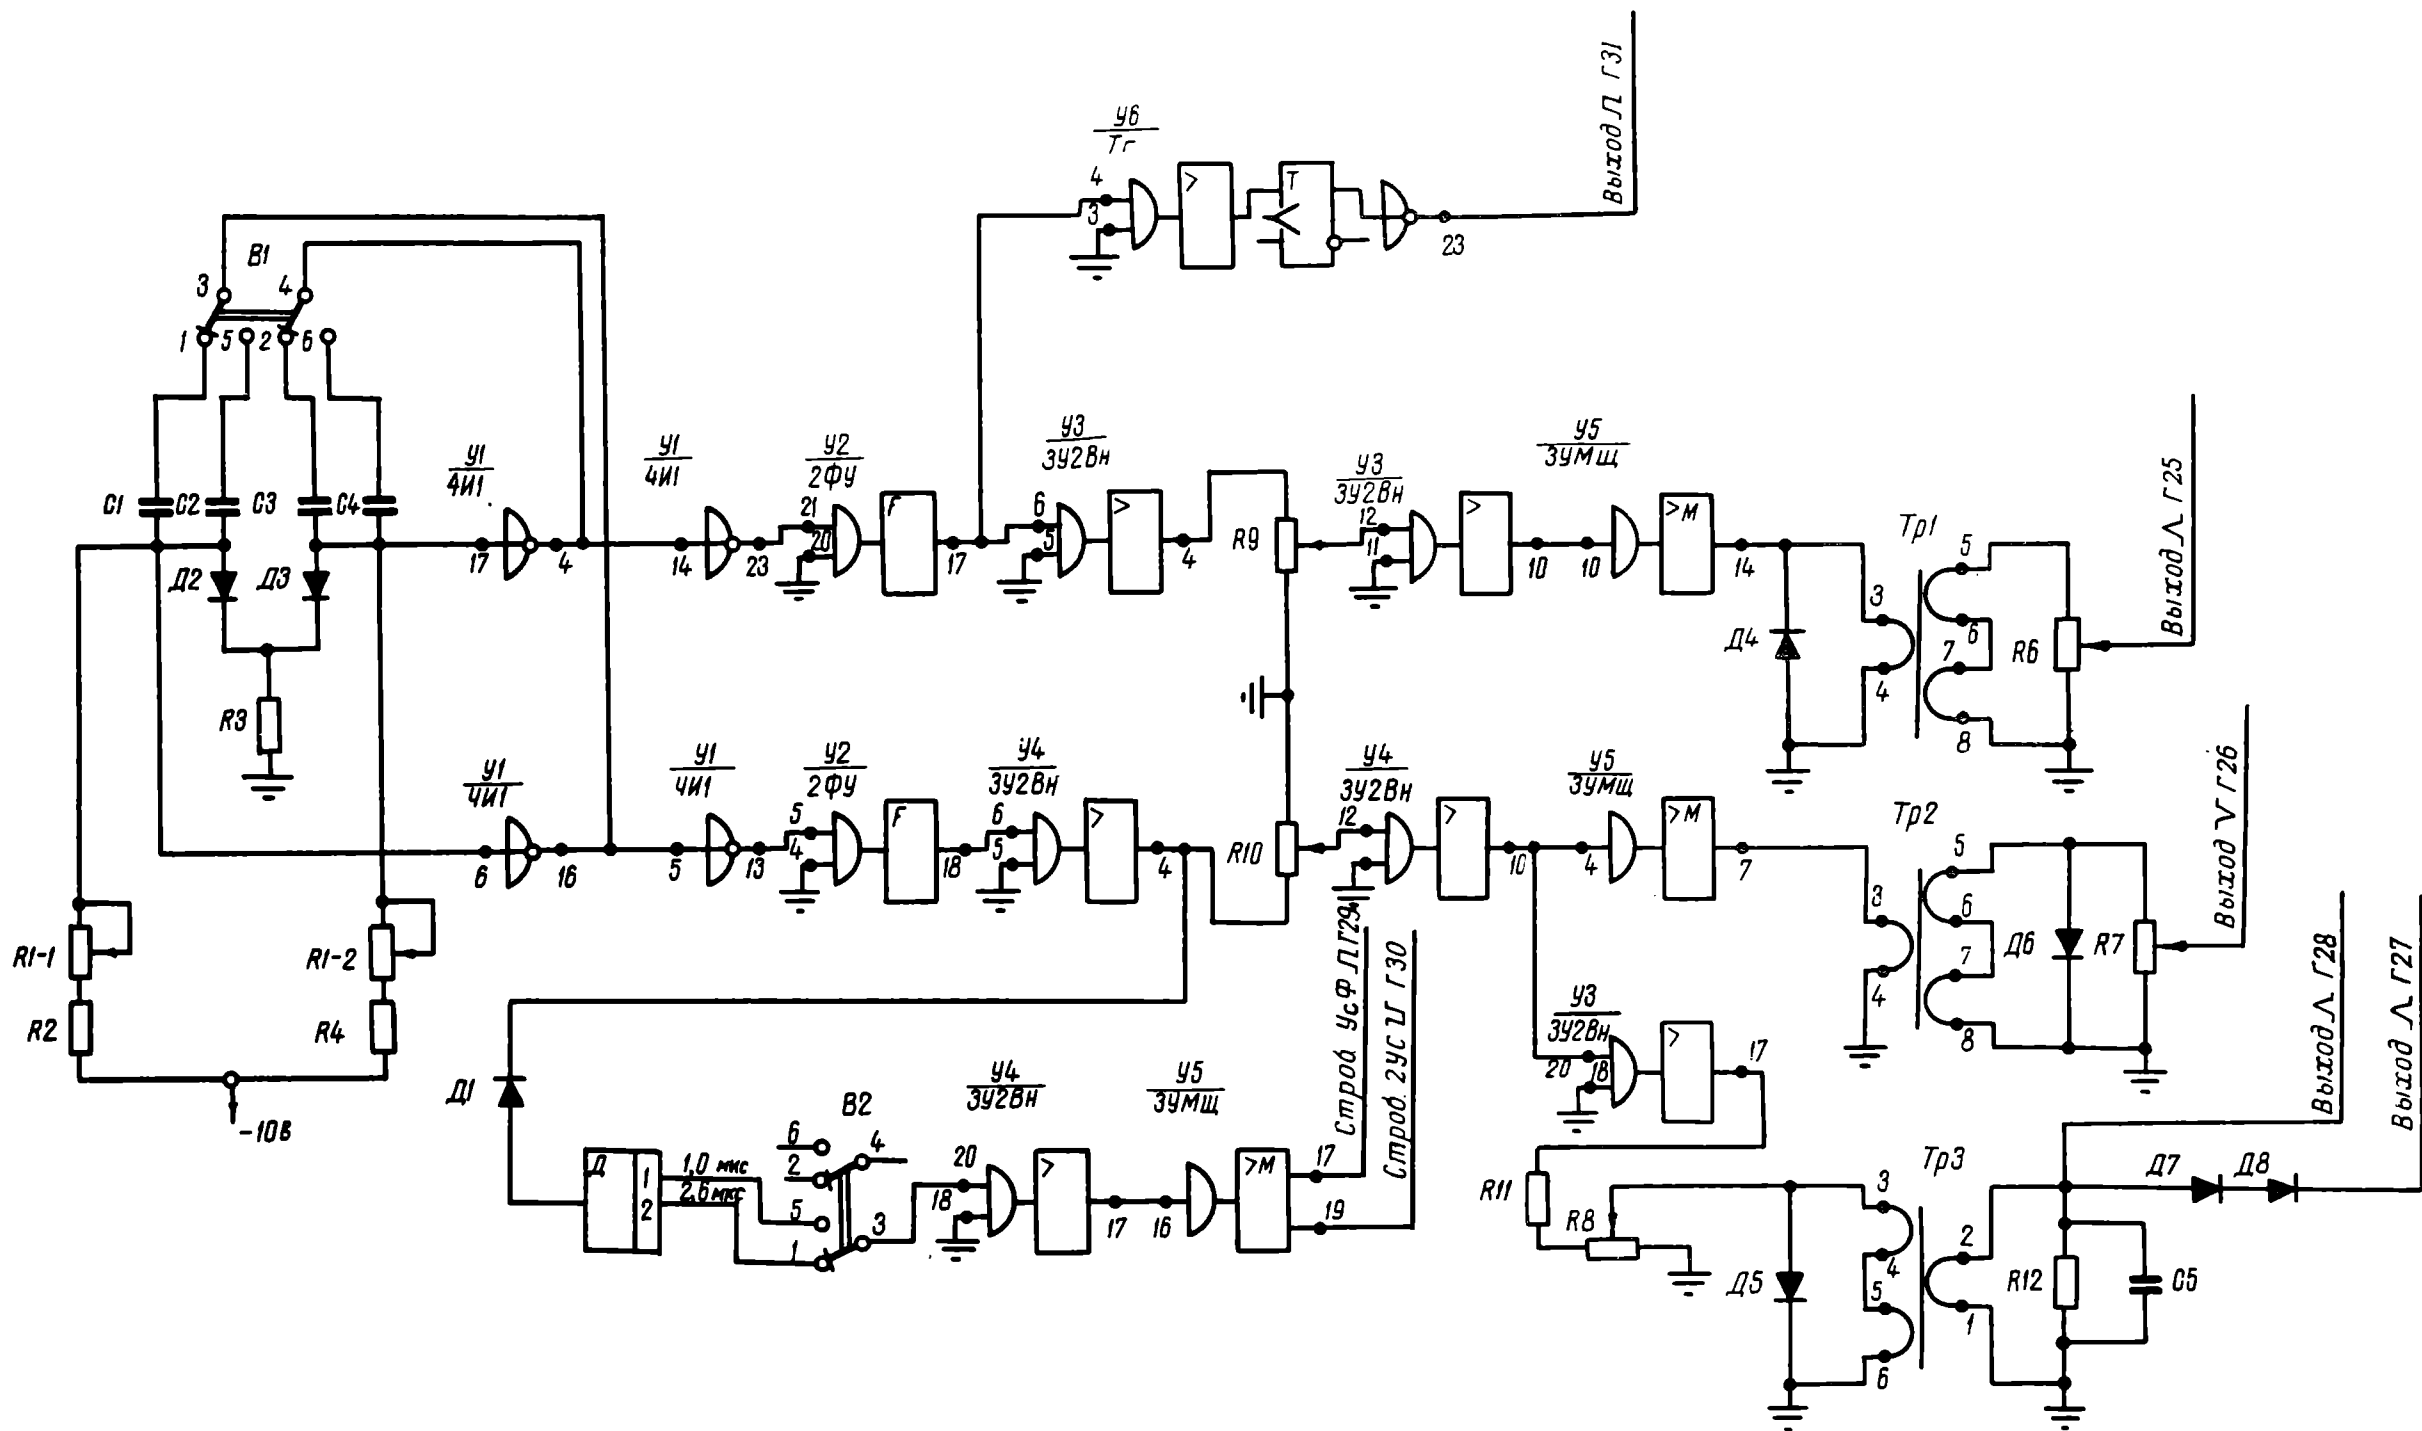 Выход Л Г31
У6
Тг
4
3
>
Т
23
В1
3
4
1
5
2
6
С1
С2
С3
С4
У1
4И1
17
4
У1
4И1
14
23
У2
2ФУ
21
20
F
17
У3
3У2Вн
6
5
>
4
R9
У3
3У2Вн
12
11
>
10
У5
3УМщ
10
>М
14
Тр1
3
4
5
6
7
8
Д4
R6
Выход Λ Г25
Д2
Д3
R3
У1
4И1
6
16
У1
4И1
5
13
У2
2ФУ
5
4
F
18
У4
3У2Вн
6
5
>
4
R10
У4
3У2Вн
12
>
10
У5
3УМщ
4
>М
7
Тр2
3
4
5
6
7
8
Д6
R7
Выход V Г26
R1-1
R1-2
R2
R4
-10В
Д1
Д
1
2
1,0 мкс
2,6 мкс
В2
6
2
4
5
1
3
У4
3У2Вн
20
18
>
17
У5
3УМщ
16
>М
17
19
Строб УсФ Л Г29
Строб. 2УС U Г30
У3
3У2Вн
20
18
>
17
R11
R8
Д5
Тр3
3
4
5
6
2
1
R12
С5
Д7
Д8
Выход Λ Г28
Выход Λ Г27